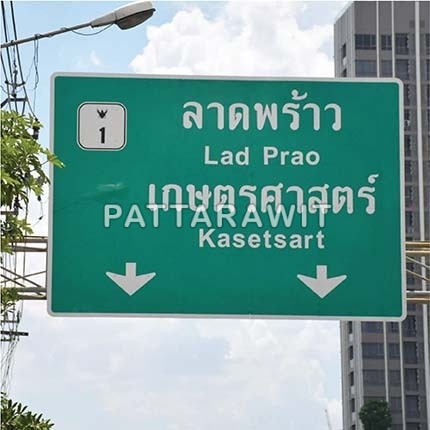 1
ลาดพร้าว
Lad Prao
เกษตรศาสตร์
PATTARAWIT
Kasetsart